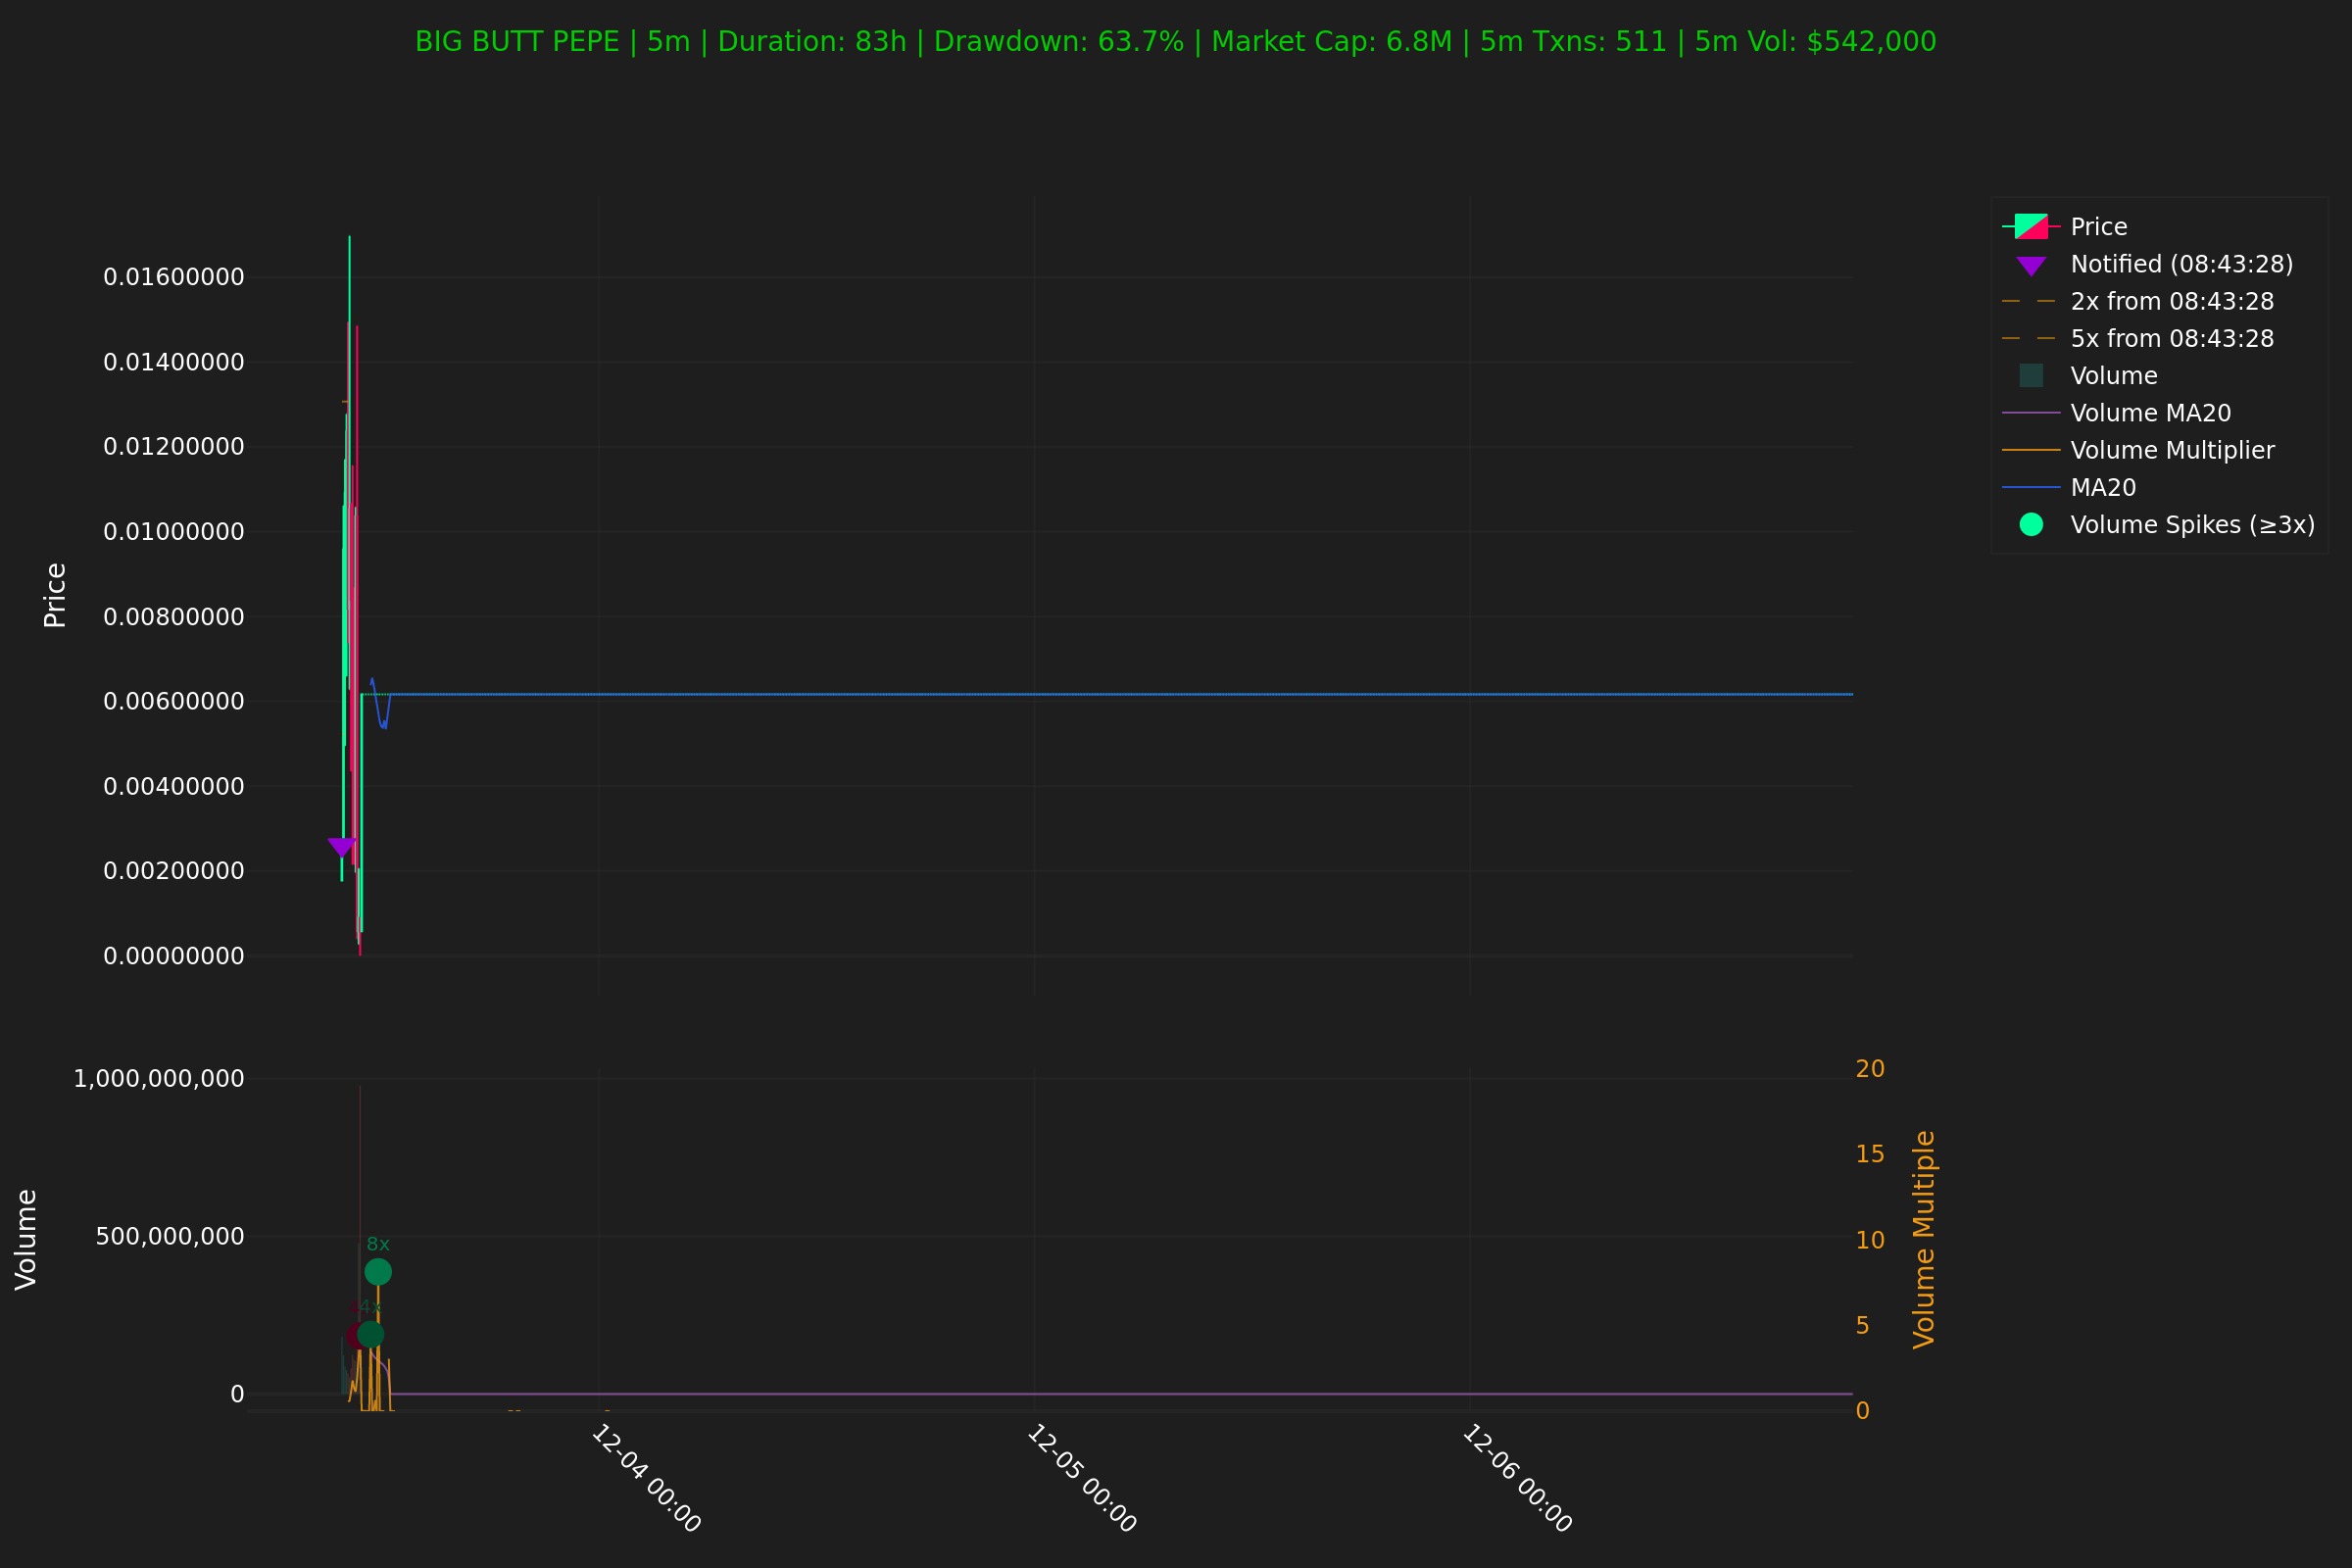 BIG BUTT PEPE | 5m | Duration: 83h | Drawdown: 63.7% | Market Cap: 6.8M | 5m Txns: 511 | 5m Vol: $542,000
Price
0.01600000
0.01400000
0.01200000
0.01000000
0.00800000
0.00600000
0.00400000
0.00200000
0.00000000
Price
Notified (08:43:28)
2x from 08:43:28
5x from 08:43:28
Volume
Volume MA20
Volume Multiplier
MA20
Volume Spikes (≥3x)
Volume
1,000,000,000
500,000,000
0
8x
4x
20
15
10
5
0
Volume Multiple
12-04 00:00
12-05 00:00
12-06 00:00